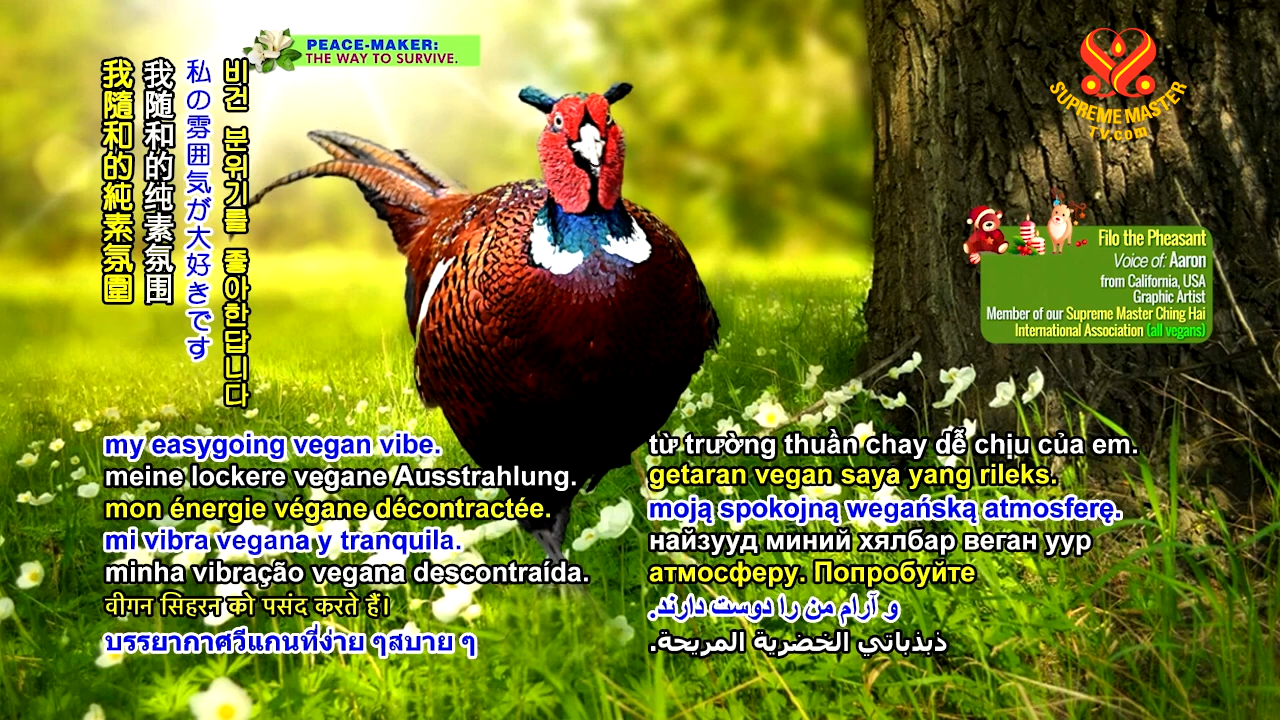 PEACE-MAKER:
THE WAY TO SURVIVE.
SUPREME MASTER
TV.com
我隨和的純素氛圍
我随和的纯素氛围
私の雰囲気が大好きです
비건 분위기를 좋아한답니다
Filo the Pheasant
Voice of: Aaron
from California, USA
Graphic Artist
Member of our Supreme Master Ching Hai
International Association (all vegans)
my easygoing vegan vibe.
meine lockere vegane Ausstrahlung.
mon énergie végane décontractée.
mi vibra vegana y tranquila.
minha vibração vegana descontraída.
वीगन सिहरन को पसंद करते हैं।
บรรยากาศวีแกนที่ง่าย ๆสบาย ๆ
từ trường thuần chay dễ chịu của em.
getaran vegan saya yang rileks.
moją spokojną wegańską atmosferę.
найзууд миний хялбар веган уур
атмосферу. Попробуйте
و آرام من را دوست دارند.
ذبذباتي الخضرية المريحة.